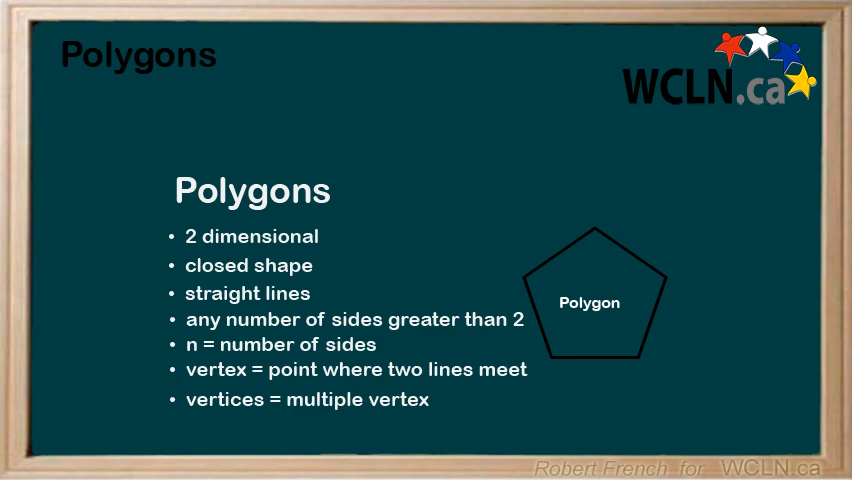 Polygons
WCLN.ca
Polygons
• 2 dimensional
• closed shape
• straight lines
• any number of sides greater than 2
• n = number of sides
• vertex = point where two lines meet
• vertices = multiple vertex
Polygon
Robert French for WCLN.ca